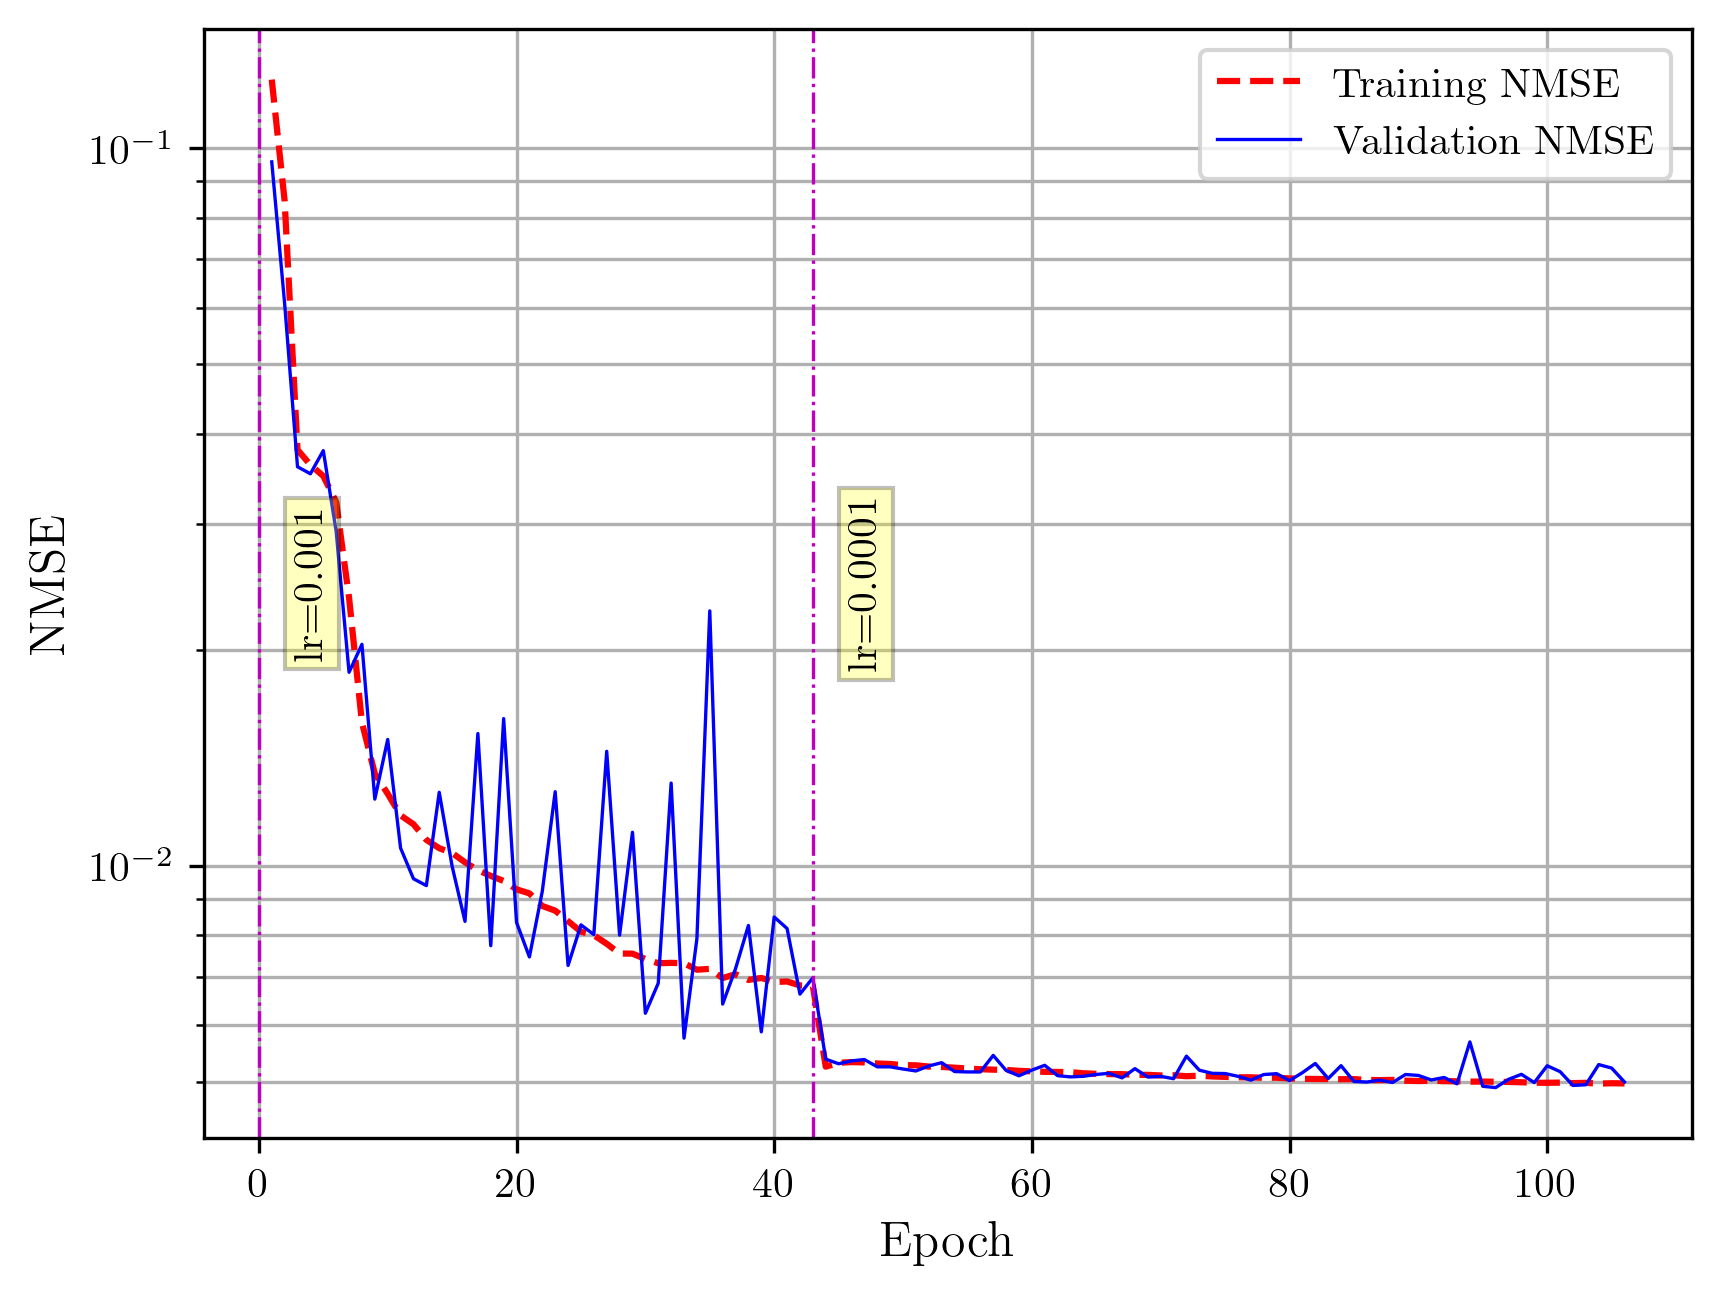 Training NMSE
Validation NMSE
10⁻¹
10⁻²
NMSE
lr=0.001
lr=0.0001
0 20 40 60 80 100
Epoch